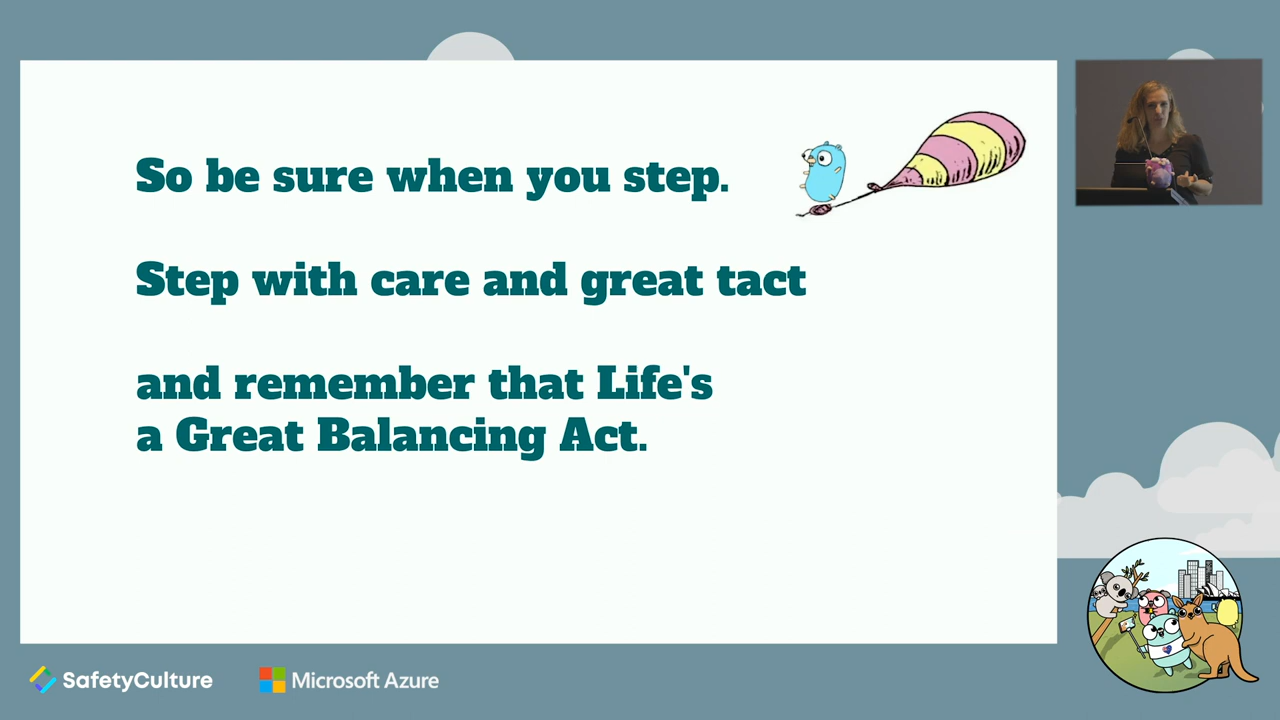 So be sure when you step.
Step with care and great tact
and remember that Life's
a Great Balancing Act.
SafetyCulture
Microsoft Azure